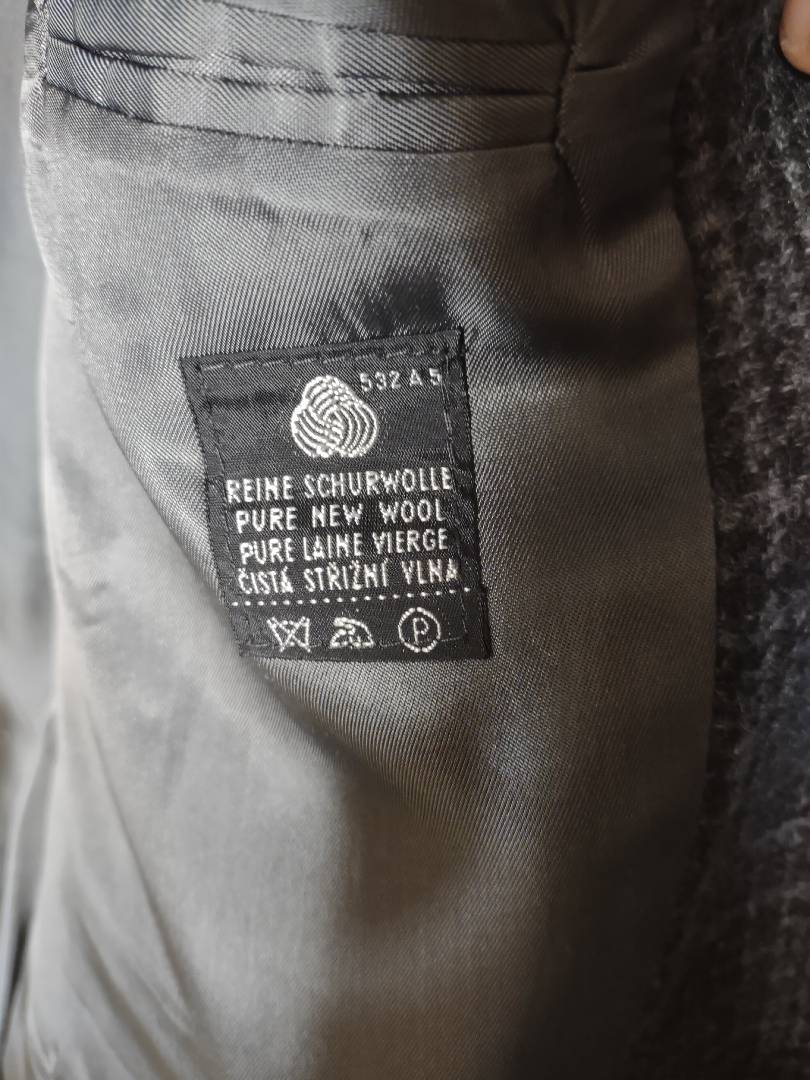 532 A 5
REINE SCHURWOLLE
PURE NEW WOOL
PURE LAINE VIERGE
ČISTÁ STŘIŽNÍ VLNA
P